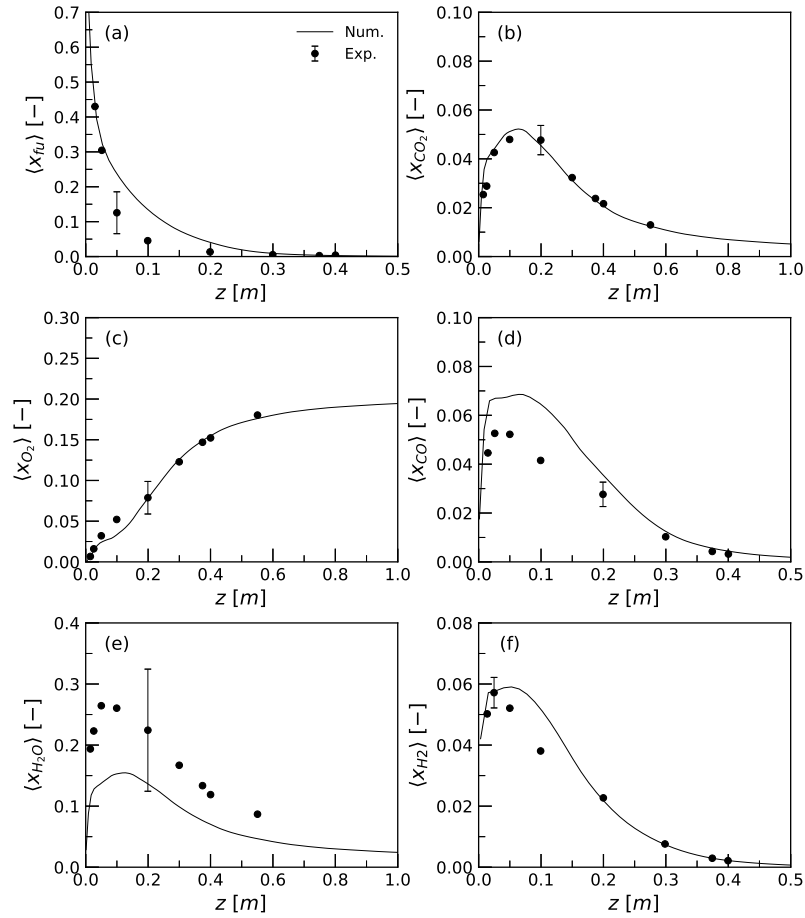 (a)
Num.
Exp.
0.7
0.6
0.5
0.4
0.3
0.2
0.1
0.0
0.0 0.1 0.2 0.3 0.4 0.5
⟨x_fu⟩ [−]
z [m]
(b)
0.10
0.08
0.06
0.04
0.02
0.00
0.0 0.2 0.4 0.6 0.8 1.0
⟨x_CO₂⟩ [−]
z [m]
(c)
0.30
0.25
0.20
0.15
0.10
0.05
0.00
0.0 0.2 0.4 0.6 0.8 1.0
⟨x_O₂⟩ [−]
z [m]
(d)
0.10
0.08
0.06
0.04
0.02
0.00
0.0 0.1 0.2 0.3 0.4 0.5
⟨x_CO⟩ [−]
z [m]
(e)
0.4
0.3
0.2
0.1
0.0
0.0 0.2 0.4 0.6 0.8 1.0
⟨x_H₂O⟩ [−]
z [m]
(f)
0.08
0.06
0.04
0.02
0.00
0.0 0.1 0.2 0.3 0.4 0.5
⟨x_H2⟩ [−]
z [m]